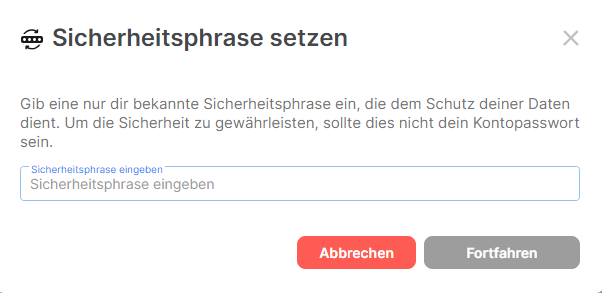 Sicherheitsphrase setzen
Gib eine nur dir bekannte Sicherheitsphrase ein, die dem Schutz deiner Daten
dient. Um die Sicherheit zu gewährleisten, sollte dies nicht dein Kontopasswort
sein.
Sicherheitsphrase eingeben
Sicherheitsphrase eingeben
Abbrechen Fortfahren